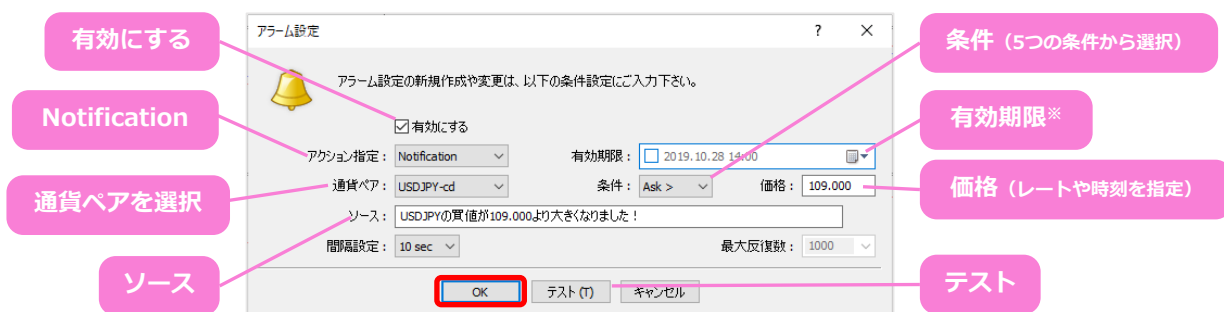 有効にする
アラーム設定
?
×
条件（5つの条件から選択）
アラーム設定の新規作成や変更は、以下の条件設定にご入力下さい。
Notification
有効にする
有効期限※
アクション指定： Notification 有効期限： 2019.10.28 14:00
通貨ペアを選択
通貨ペア： USDJPY-cd 条件： Ask > 価格： 109.000
価格（レートや時刻を指定）
ソース： USDJPYの買値が109.000より大きくなりました！
間隔設定： 10 sec 最大反復数： 1000
ソース
OK テスト(T) キャンセル
テスト